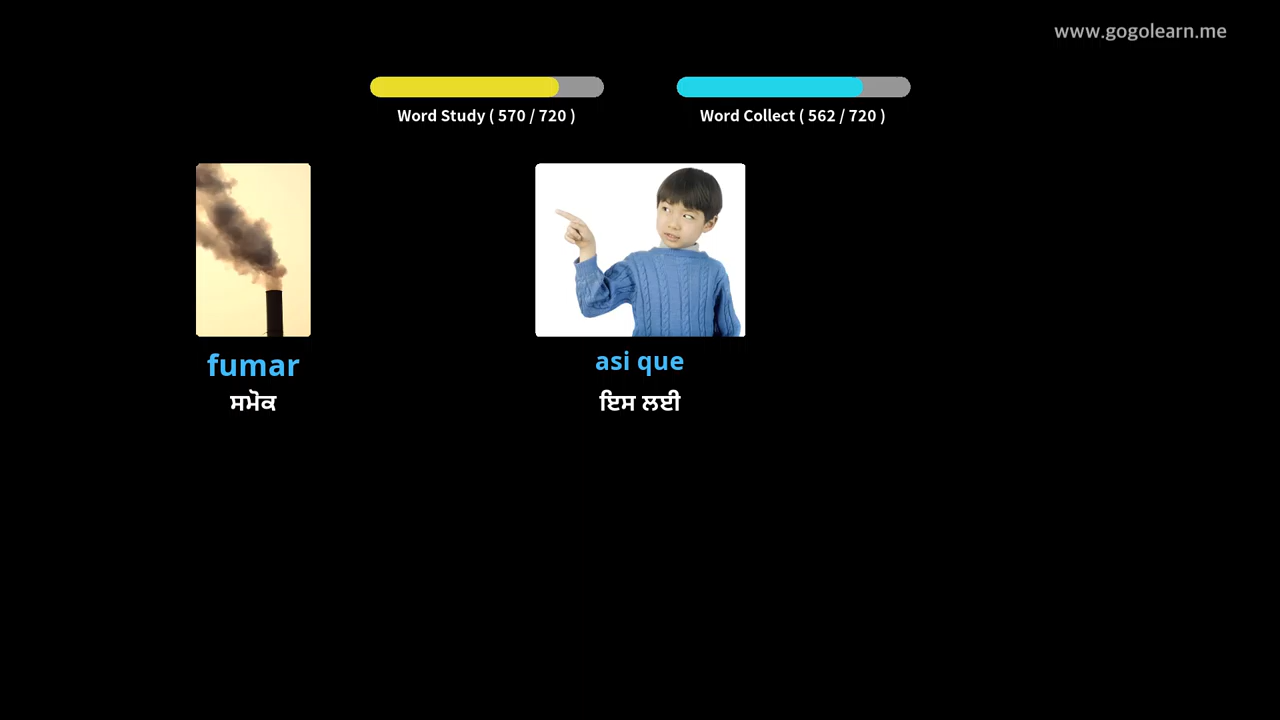 www.gogolearn.me
Word Study ( 570 / 720 )
Word Collect ( 562 / 720 )
fumar
ਸਮੋਕ
asi que
ਇਸ ਲਈ